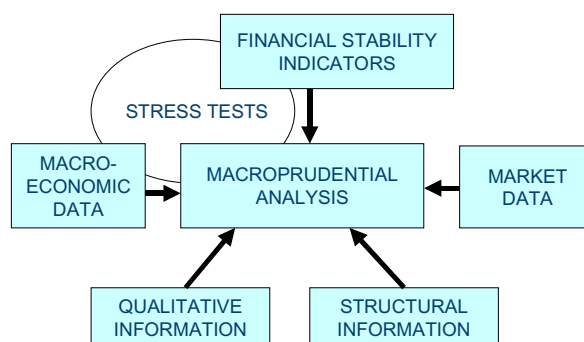 FINANCIAL STABILITY
INDICATORS
STRESS TESTS
MACRO-
ECONOMIC
DATA
MACROPRUDENTIAL
ANALYSIS
MARKET
DATA
QUALITATIVE
INFORMATION
STRUCTURAL
INFORMATION